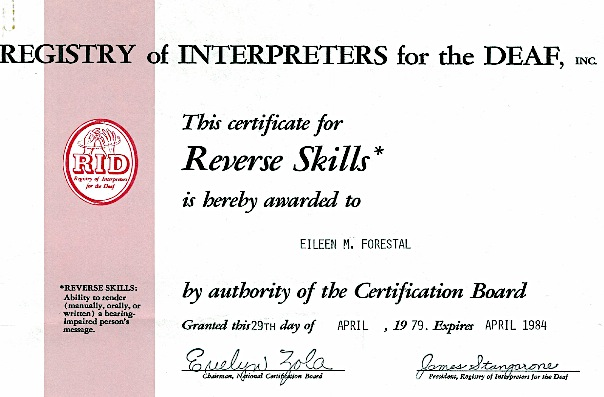 REGISTRY of INTERPRETERS for the DEAF, INC.
This certificate for
Reverse Skills*
is hereby awarded to
RID
Registry of Interpreters
for the Deaf
EILEEN M. FORESTAL
*REVERSE SKILLS:
Ability to render
(manually, orally, or
written) a hearing-
impaired person's
message.
by authority of the Certification Board
Granted this 29TH day of APRIL , 19 79. Expires APRIL 1984
Evelyn Zola
Chairman, National Certification Board
James Stangarone
President, Registry of Interpreters for the Deaf